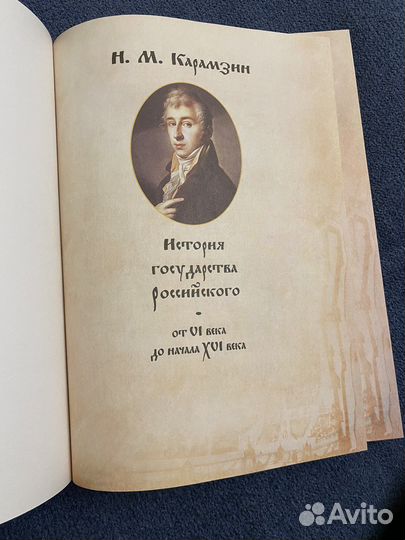 Н. М. Карамзин
История
государства
Российского
•
от VI века
до начала XVI века
Avito